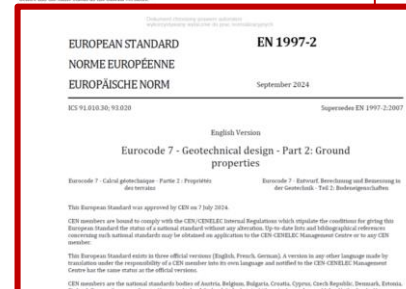 EUROPEAN STANDARD
EN 1997-2
NORME EUROPÉENNE
EUROPÄISCHE NORM
September 2024
ICS 91.010.30; 93.020
Supersedes EN 1997-2:2007
English Version
Eurocode 7 - Geotechnical design - Part 2: Ground
properties
Eurocode 7 - Calcul géotechnique - Partie 2 : Propriétés
des terrains
Eurocode 7 - Entwurf, Berechnung und Bemessung in
der Geotechnik - Teil 2: Bodeneigenschaften
This European Standard was approved by CEN on 7 July 2024.
CEN members are bound to comply with the CEN/CENELEC Internal Regulations which stipulate the conditions for giving this
European Standard the status of a national standard without any alteration. Up-to-date lists and bibliographical references
concerning such national standards may be obtained on application to the CEN-CENELEC Management Centre or to any CEN
member.
This European Standard exists in three official versions (English, French, German). A version in any other language made by
translation under the responsibility of a CEN member into its own language and notified to the CEN-CENELEC Management
Centre has the same status as the official versions.
CEN members are the national standards bodies of Austria, Belgium, Bulgaria, Croatia, Cyprus, Czech Republic, Denmark, Estonia,